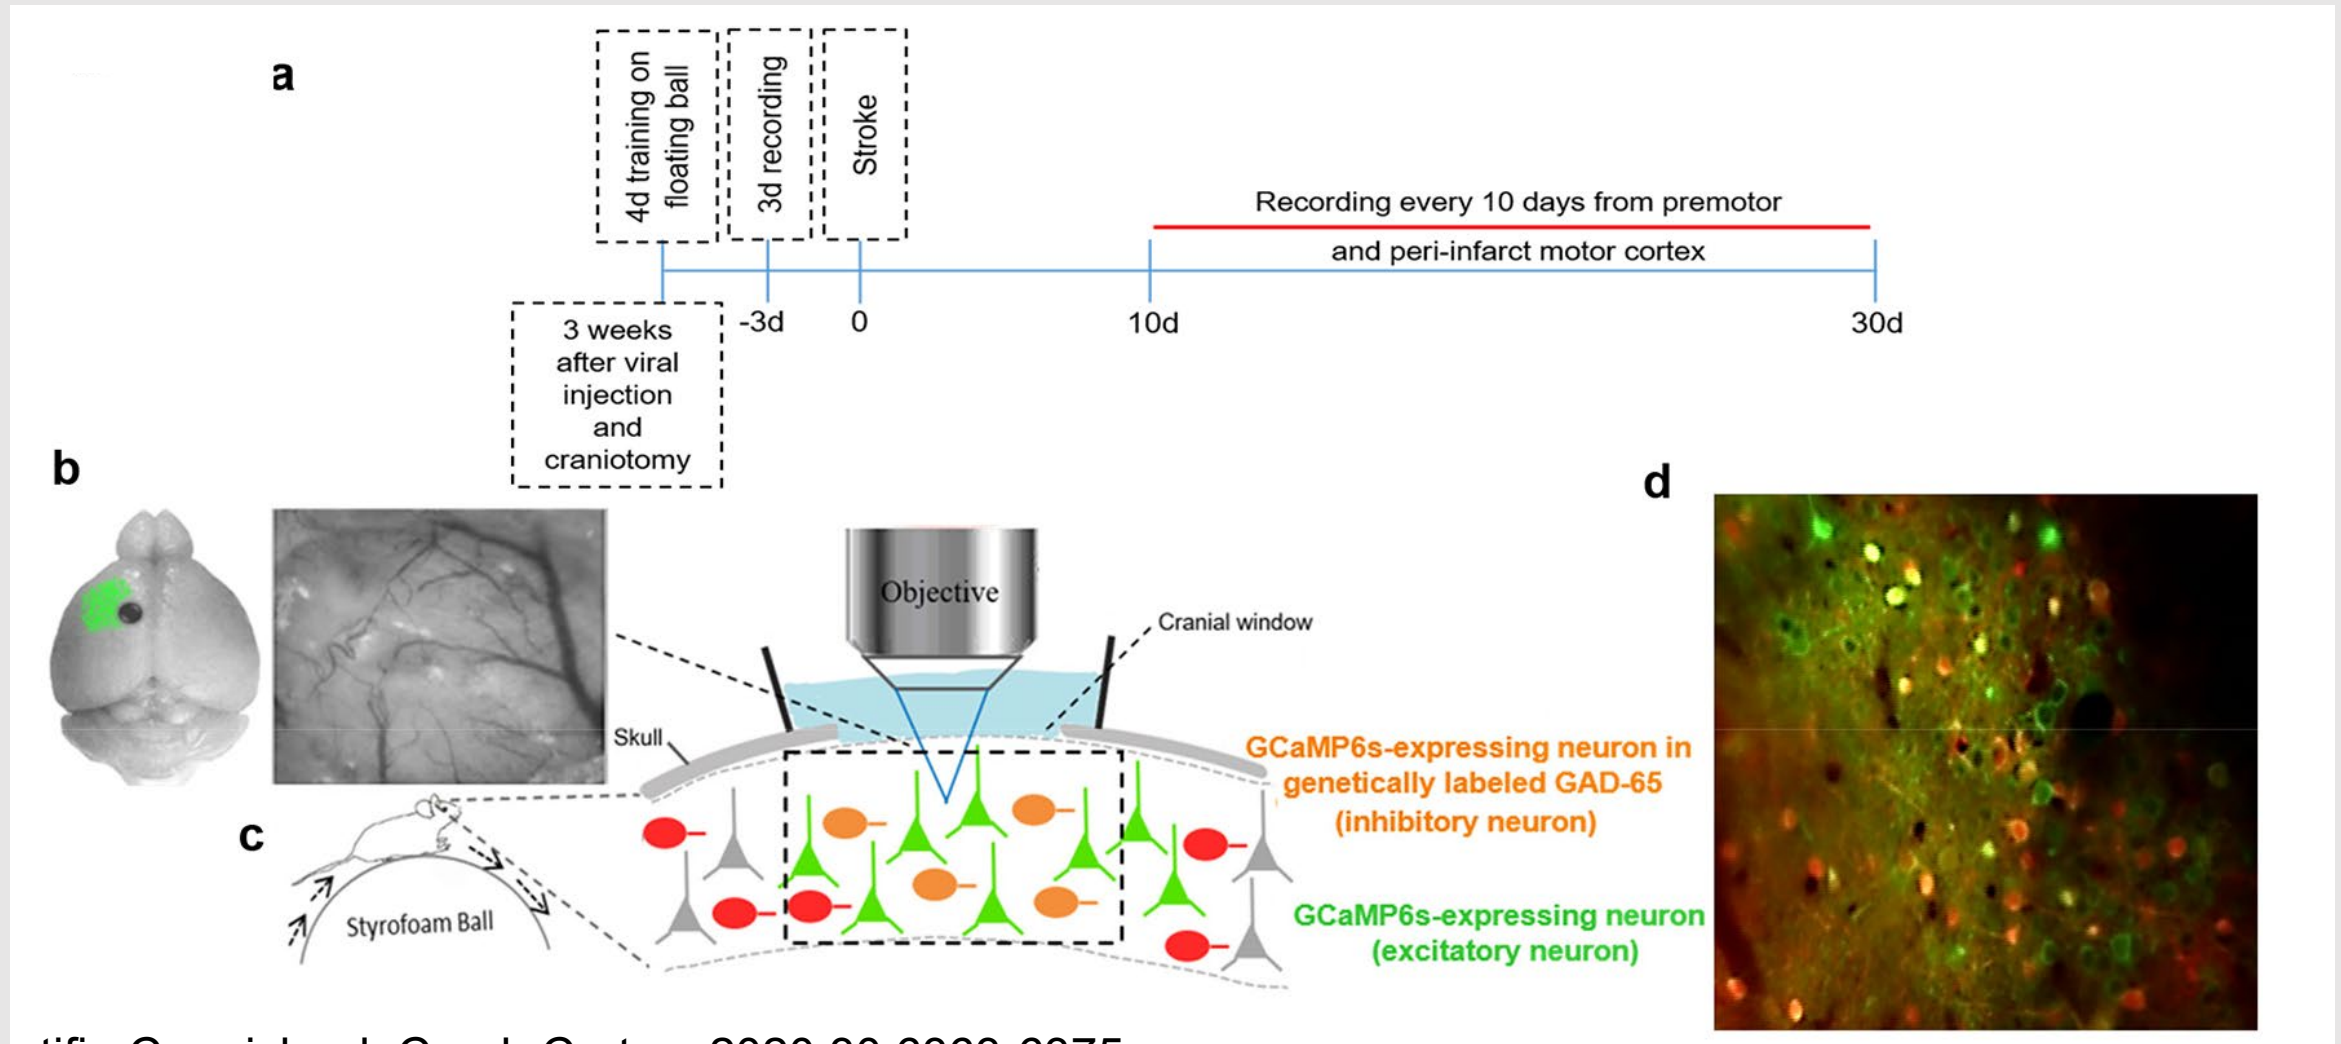 a
4d training on
floating ball
3d recording
Stroke
Recording every 10 days from premotor
and peri-infarct motor cortex
-3d
0
10d
30d
3 weeks
after viral
injection
and
craniotomy
b
d
Objective
Cranial window
Skull
GCaMP6s-expressing neuron in
genetically labeled GAD-65
(inhibitory neuron)
c
Styrofoam Ball
GCaMP6s-expressing neuron
(excitatory neuron)